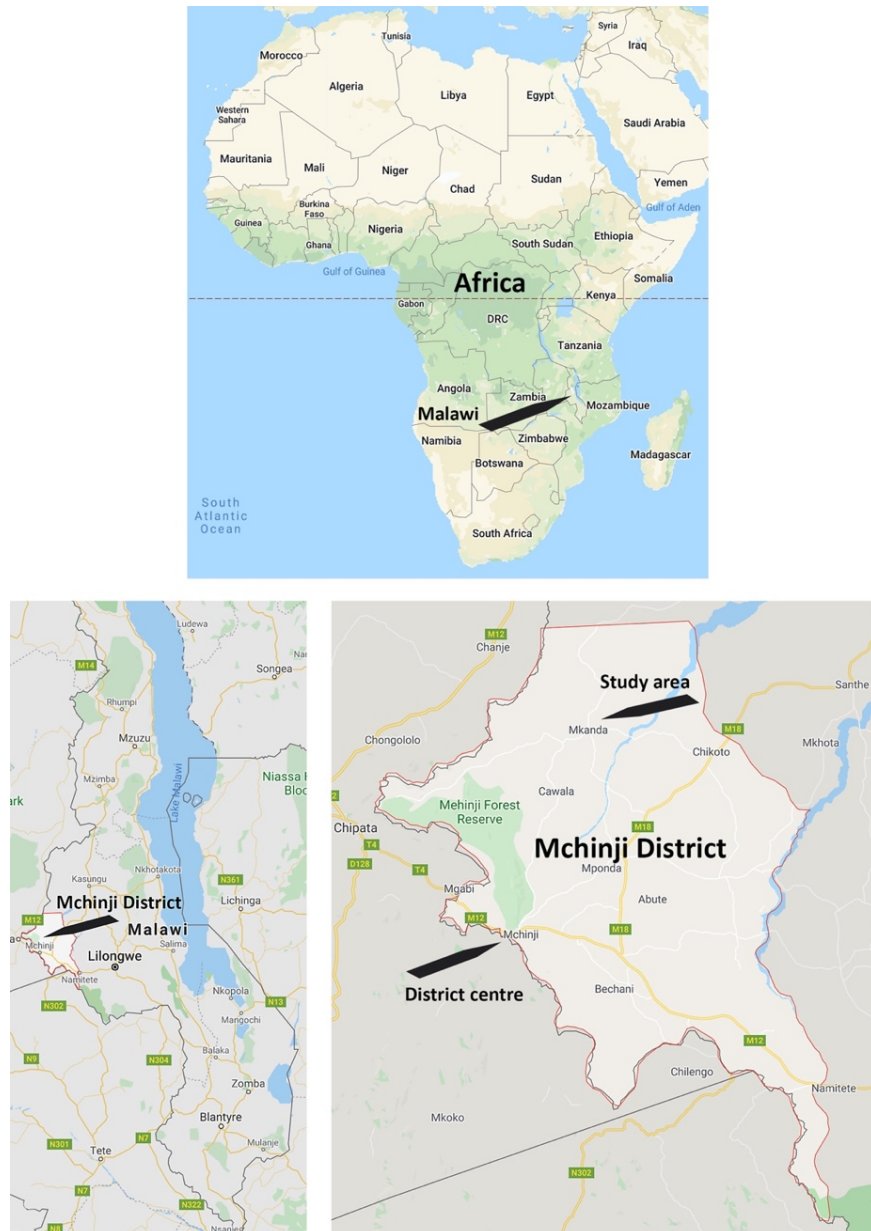 Syria
Tunisia
Iraq
Morocco
Algeria
Libya
Egypt
Western
Sahara
Saudi Arabia
Mauritania
Mali
Niger
Chad
Sudan
Yemen
Gulf of Aden
Burkina
Faso
Guinea
Nigeria
Ghana
South Sudan
Ethiopia
Gulf of Guinea
Africa
Somalia
Gabon
Kenya
DRC
Tanzania
Angola
Zambia
Malawi
Mozambique
Namibia
Zimbabwe
Botswana
Madagascar
South
Atlantic
Ocean
South Africa
Ludewa
M14
Songea
Rhumpi
Mzuzu
Lake Malawi
Mzimba
Niassa
Bloc
ark
Nkhotakota
Kasungu
N361
Lichinga
Mchinji District
M12
Malawi
Mchinji
Salima
Lilongwe
Namitete
N302
Nkopola
N13
Mangochi
N9
N304
Balaka
Zomba
Blantyre
N301
N7
Tete
Mulanje
N7
N322
N8
M12
Chanje
Study area
Santhe
Mkanda
M18
Chongololo
Chikoto
Mkhota
Cawala
Mehinji Forest
Reserve
Chipata
M18
T4
Mchinji District
D128
T4
Mponda
Mgabi
Abute
M12
Mchinji
M18
District centre
Bechani
M12
Chilengo
Namitete
Mkoko
N302